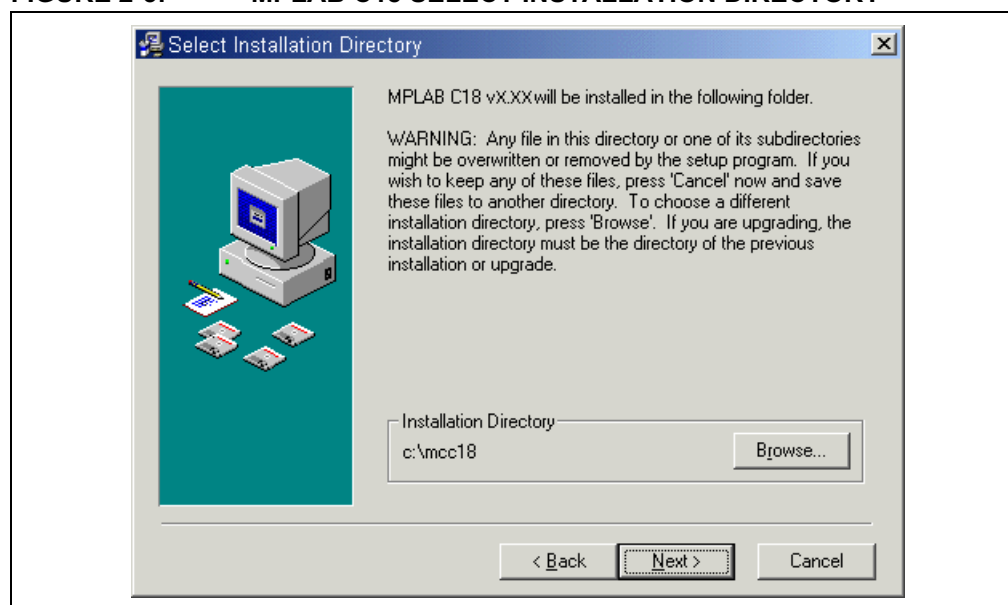 Select Installation Directory
MPLAB C18 vX.XX will be installed in the following folder.
WARNING: Any file in this directory or one of its subdirectories
might be overwritten or removed by the setup program. If you
wish to keep any of these files, press 'Cancel' now and save
these files to another directory. To choose a different
installation directory, press 'Browse'. If you are upgrading, the
installation directory must be the directory of the previous
installation or upgrade.
Installation Directory
c:\mcc18
Browse...
< Back
Next >
Cancel